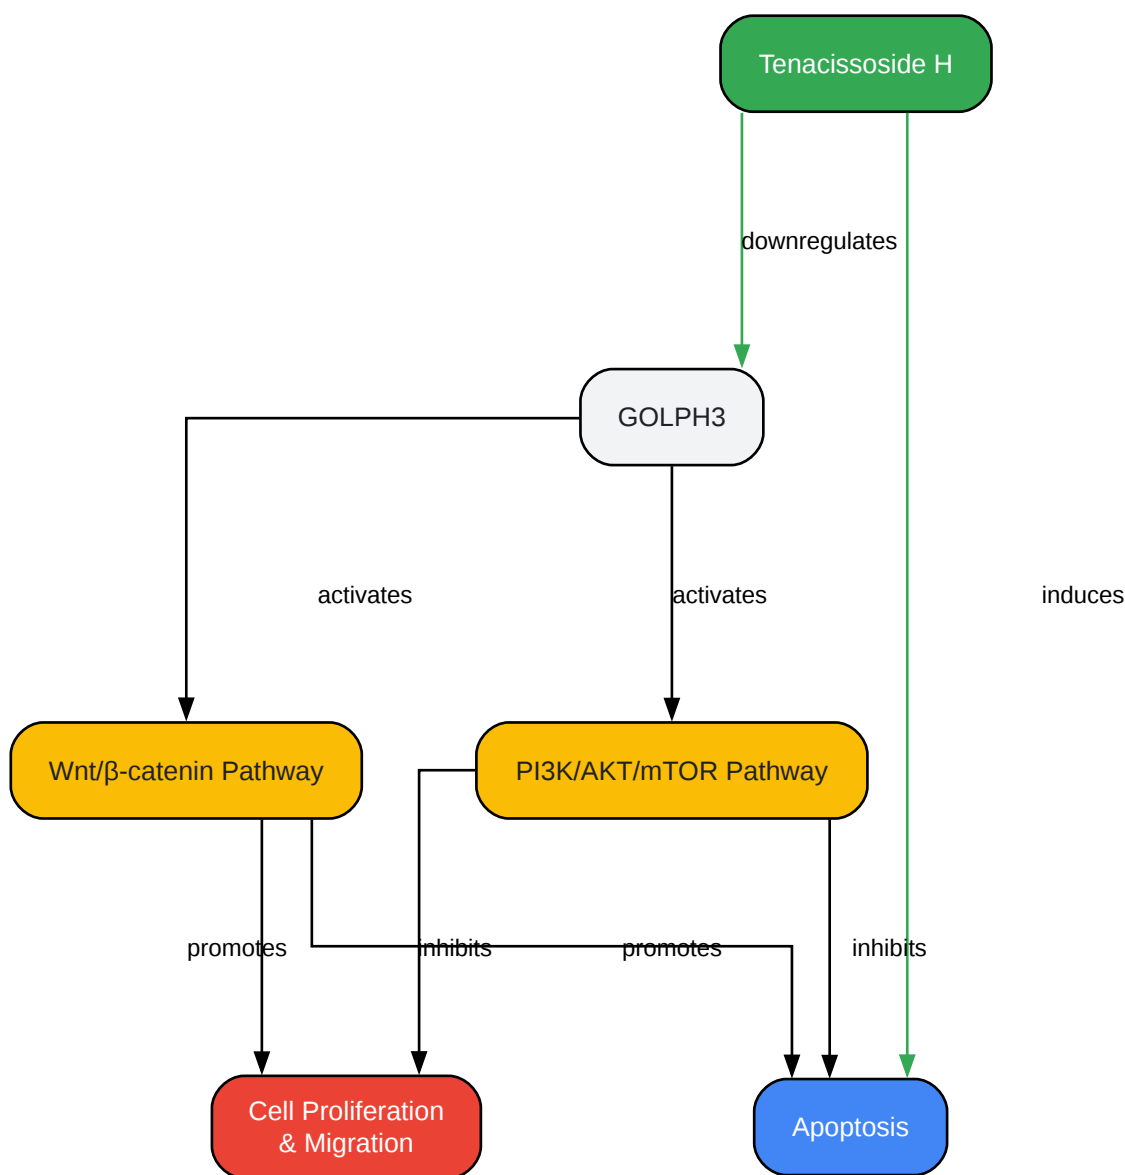 Tenacissoside H
downregulates
GOLPH3
activates
activates
induces
Wnt/β-catenin Pathway
PI3K/AKT/mTOR Pathway
promotes
inhibits
promotes
inhibits
Cell Proliferation
& Migration
Apoptosis